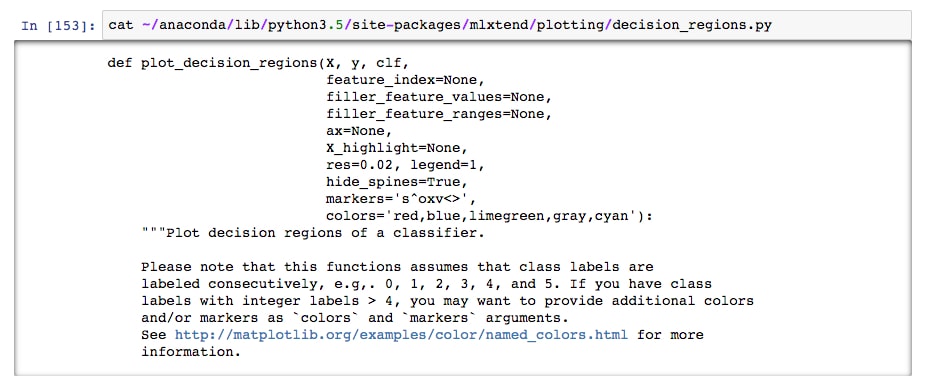 In [153]: cat ~/anaconda/lib/python3.5/site-packages/mlxtend/plotting/decision_regions.py
def plot_decision_regions(X, y, clf,
feature_index=None,
filler_feature_values=None,
filler_feature_ranges=None,
ax=None,
X_highlight=None,
res=0.02, legend=1,
hide_spines=True,
markers='s^oxv<>',
colors='red,blue,limegreen,gray,cyan'):
"""Plot decision regions of a classifier.
Please note that this functions assumes that class labels are
labeled consecutively, e.g,. 0, 1, 2, 3, 4, and 5. If you have class
labels with integer labels > 4, you may want to provide additional colors
and/or markers as `colors` and `markers` arguments.
See http://matplotlib.org/examples/color/named_colors.html for more
information.